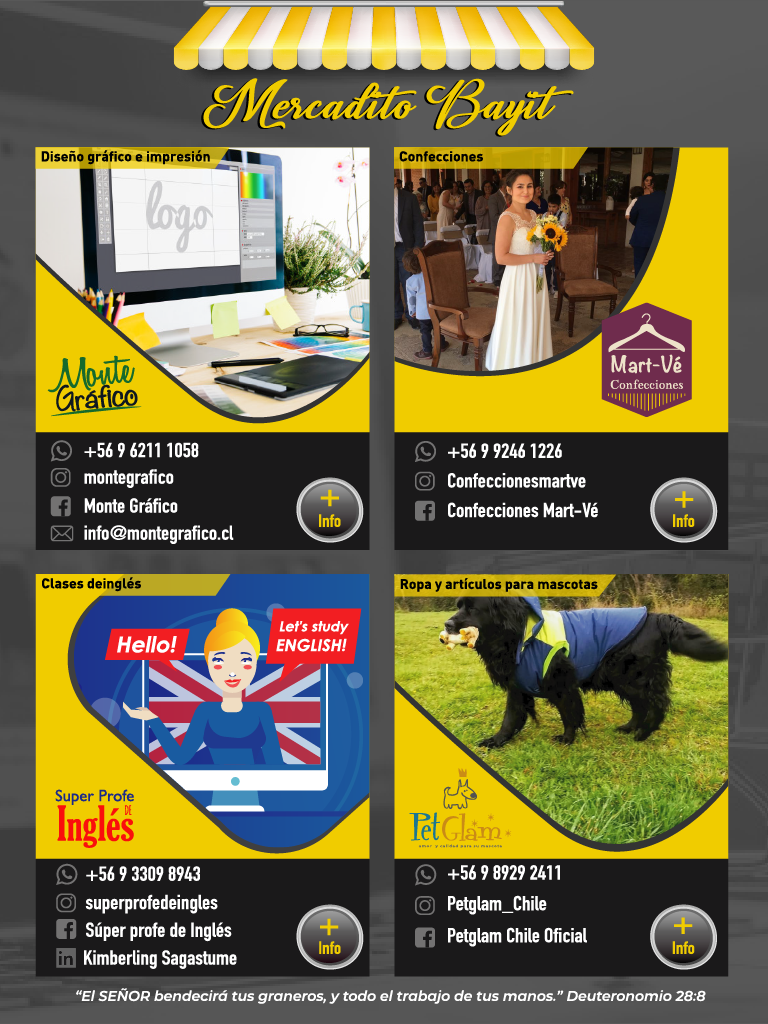 Mercadito Bayit
Diseño gráfico e impresión
logo
Monte
Gráfico
+56 9 6211 1058
montegrafico
Monte Gráfico
info@montegrafico.cl
+
Info
Confecciones
Mart-Vé
Confecciones
+56 9 9246 1226
Confeccionesmartve
Confecciones Mart-Vé
+
Info
Clases deinglés
Hello!
Let's study
ENGLISH!
Super Profe
DE
Inglés
+56 9 3309 8943
superprofedeingles
Súper profe de Inglés
in Kimberling Sagastume
+
Info
Ropa y artículos para mascotas
PetGlam
amor y calidad para su mascota
+56 9 8929 2411
Petglam_Chile
Petglam Chile Oficial
+
Info
“El SEÑOR bendecirá tus graneros, y todo el trabajo de tus manos.” Deuteronomio 28:8